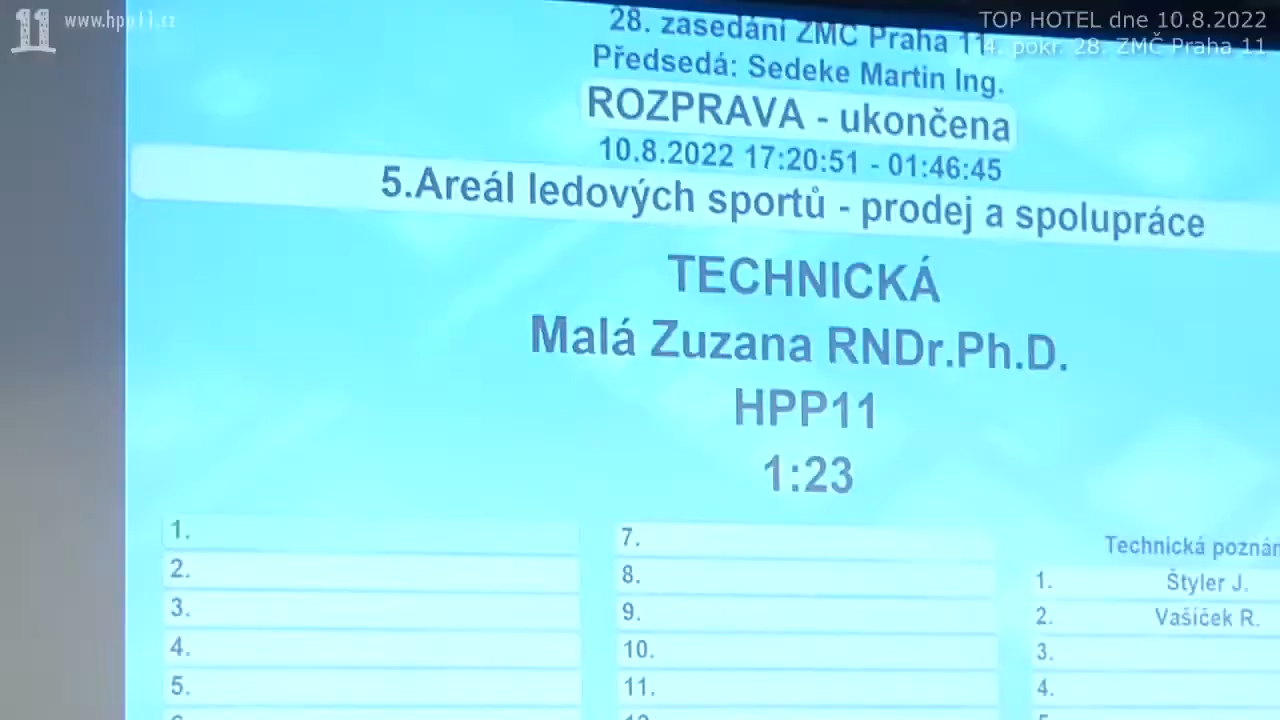 11 www.hpp11.cz
TOP HOTEL dne 10.8.2022
4. pokr. 28. ZMČ Praha 11
28. zasedání ZMČ Praha 11
Předsedá: Sedeke Martin Ing.
ROZPRAVA - ukončena
10.8.2022 17:20:51 - 01:46:45
5.Areál ledových sportů - prodej a spolupráce
TECHNICKÁ
Malá Zuzana RNDr.Ph.D.
HPP11
1:23
1.
2.
3.
4.
5.
7.
8.
9.
10.
11.
Technická poznám
1. Štyler J.
2. Vašíček R.
3.
4.